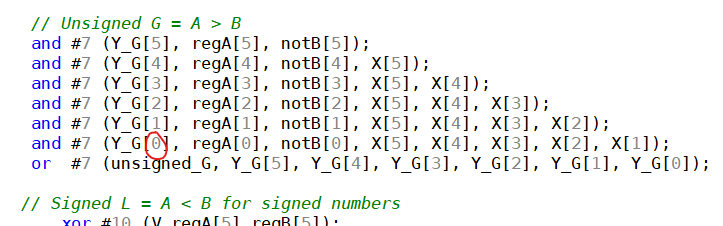 // Unsigned G = A > B
and #7 (Y_G[5], regA[5], notB[5]);
and #7 (Y_G[4], regA[4], notB[4], X[5]);
and #7 (Y_G[3], regA[3], notB[3], X[5], X[4]);
and #7 (Y_G[2], regA[2], notB[2], X[5], X[4], X[3]);
and #7 (Y_G[1], regA[1], notB[1], X[5], X[4], X[3], X[2]);
and #7 (Y_G[0], regA[0], notB[0], X[5], X[4], X[3], X[2], X[1]);
or #7 (unsigned_G, Y_G[5], Y_G[4], Y_G[3], Y_G[2], Y_G[1], Y_G[0]);
// Signed L = A < B for signed numbers
xor #10 (V regA[5] regB[5]);